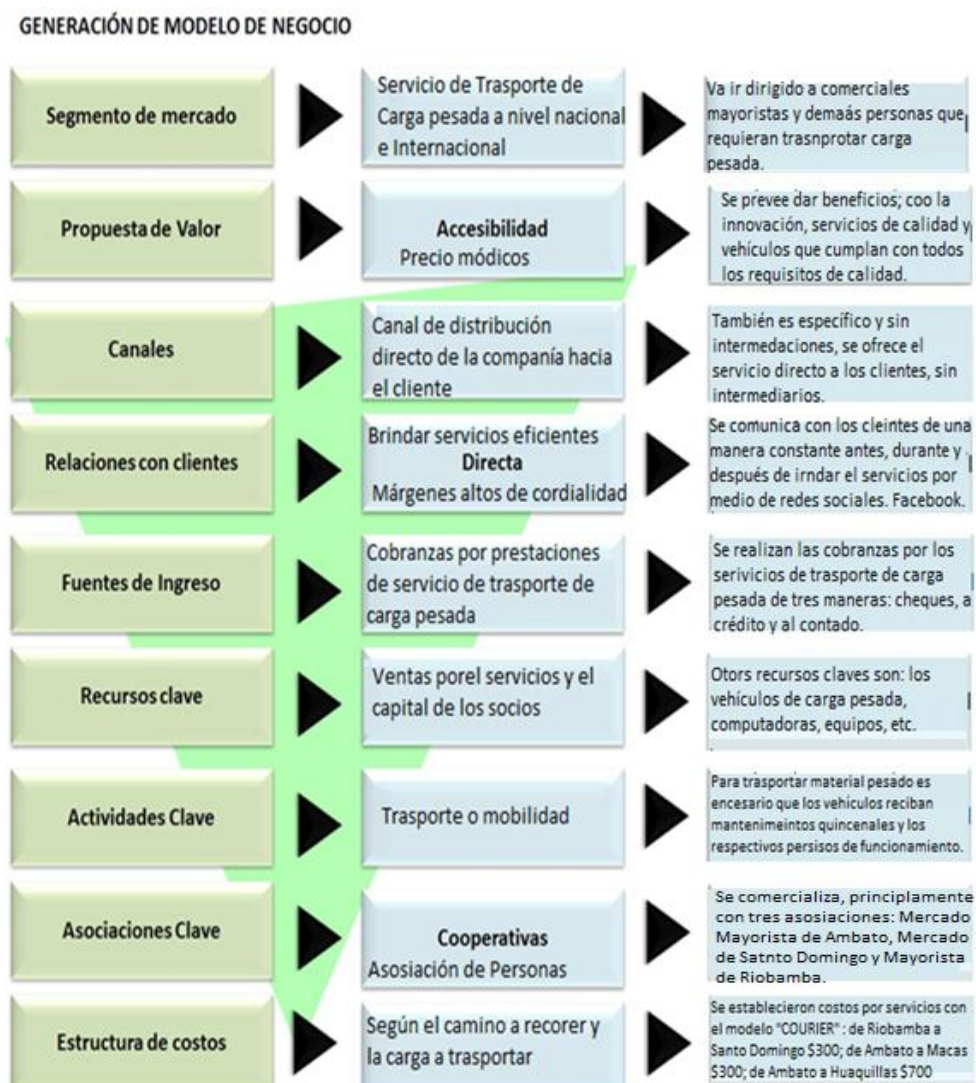 GENERACIÓN DE MODELO DE NEGOCIO
Segmento de mercado
Servicio de Trasporte de
Carga pesada a nivel nacional
e Internacional
Va ir dirigido a comerciales
mayoristas y demaás personas que
requieran trasnprotar carga
pesada.
Propuesta de Valor
Accesibilidad
Precio módicos
Se prevee dar beneficios; coo la
innovación, servicios de calidad y
vehículos que cumplan con todos
los requisitos de calidad.
Canales
Canal de distribución
directo de la companía hacia
el cliente
También es específico y sin
intermedaciones, se ofrece el
servicio directo a los clientes, sin
intermediarios.
Relaciones con clientes
Brindar servicios eficientes
Directa
Márgenes altos de cordialidad
Se comunica con los cleintes de una
manera constante antes, durante y
después de irndar el servicios por
medio de redes sociales. Facebook.
Fuentes de Ingreso
Cobranzas por prestaciones
de servicio de trasporte de
carga pesada
Se realizan las cobranzas por los
serivicios de trasporte de carga
pesada de tres maneras: cheques, a
crédito y al contado.
Recursos clave
Ventas porel servicios y el
capital de los socios
Otors recursos claves son: los
vehículos de carga pesada,
computadoras, equipos, etc.
Actividades Clave
Trasporte o mobilidad
Para trasportar material pesado es
encesario que los vehículos reciban
mantenimeintos quincenales y los
respectivos persisos de funcionamiento.
Asociaciones Clave
Cooperativas
Asosiación de Personas
Se comercializa, principlamente
con tres asosiaciones: Mercado
Mayorista de Ambato, Mercado
de Satnto Domingo y Mayorista
de Riobamba.
Estructura de costos
Según el camino a recorer y
la carga a transportar
Se establecieron costos por servicios con
el modelo "COURIER" : de Riobamba a
Santo Domingo $300; de Ambato a Macas
$300; de Ambato a Huaquillas $700